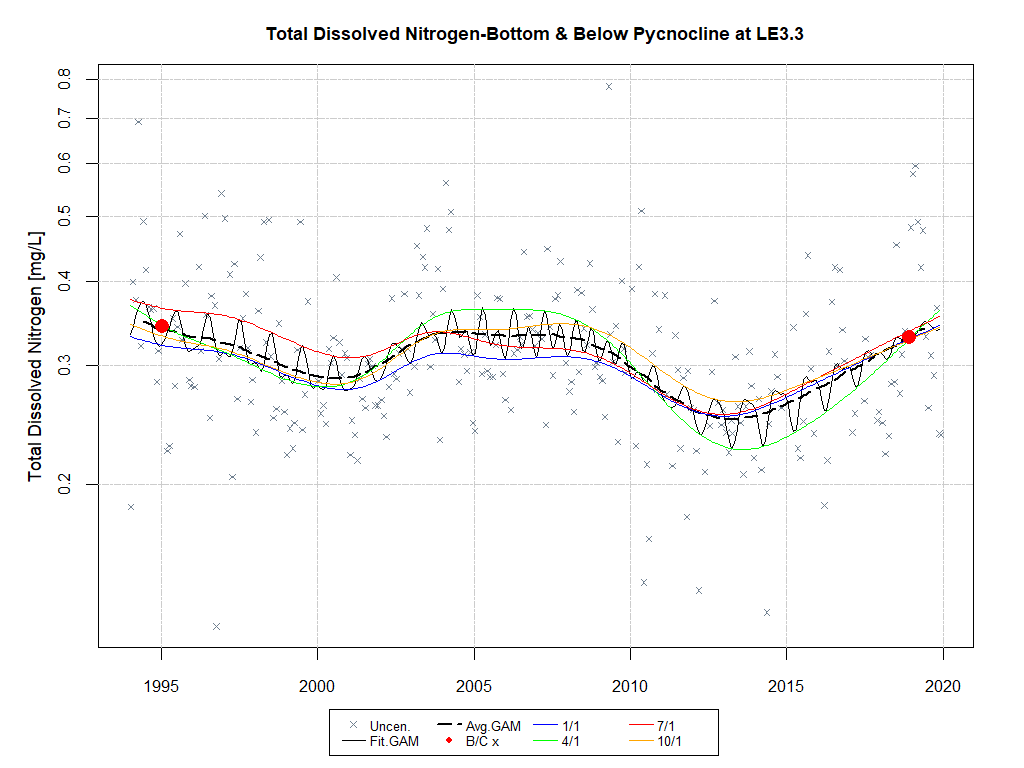 Total Dissolved Nitrogen-Bottom & Below Pycnocline at LE3.3
Total Dissolved Nitrogen [mg/L]
0.8
0.7
0.6
0.5
0.4
0.3
0.2
1995 2000 2005 2010 2015 2020
Uncen. Avg.GAM 1/1 7/1
Fit.GAM B/C x 4/1 10/1